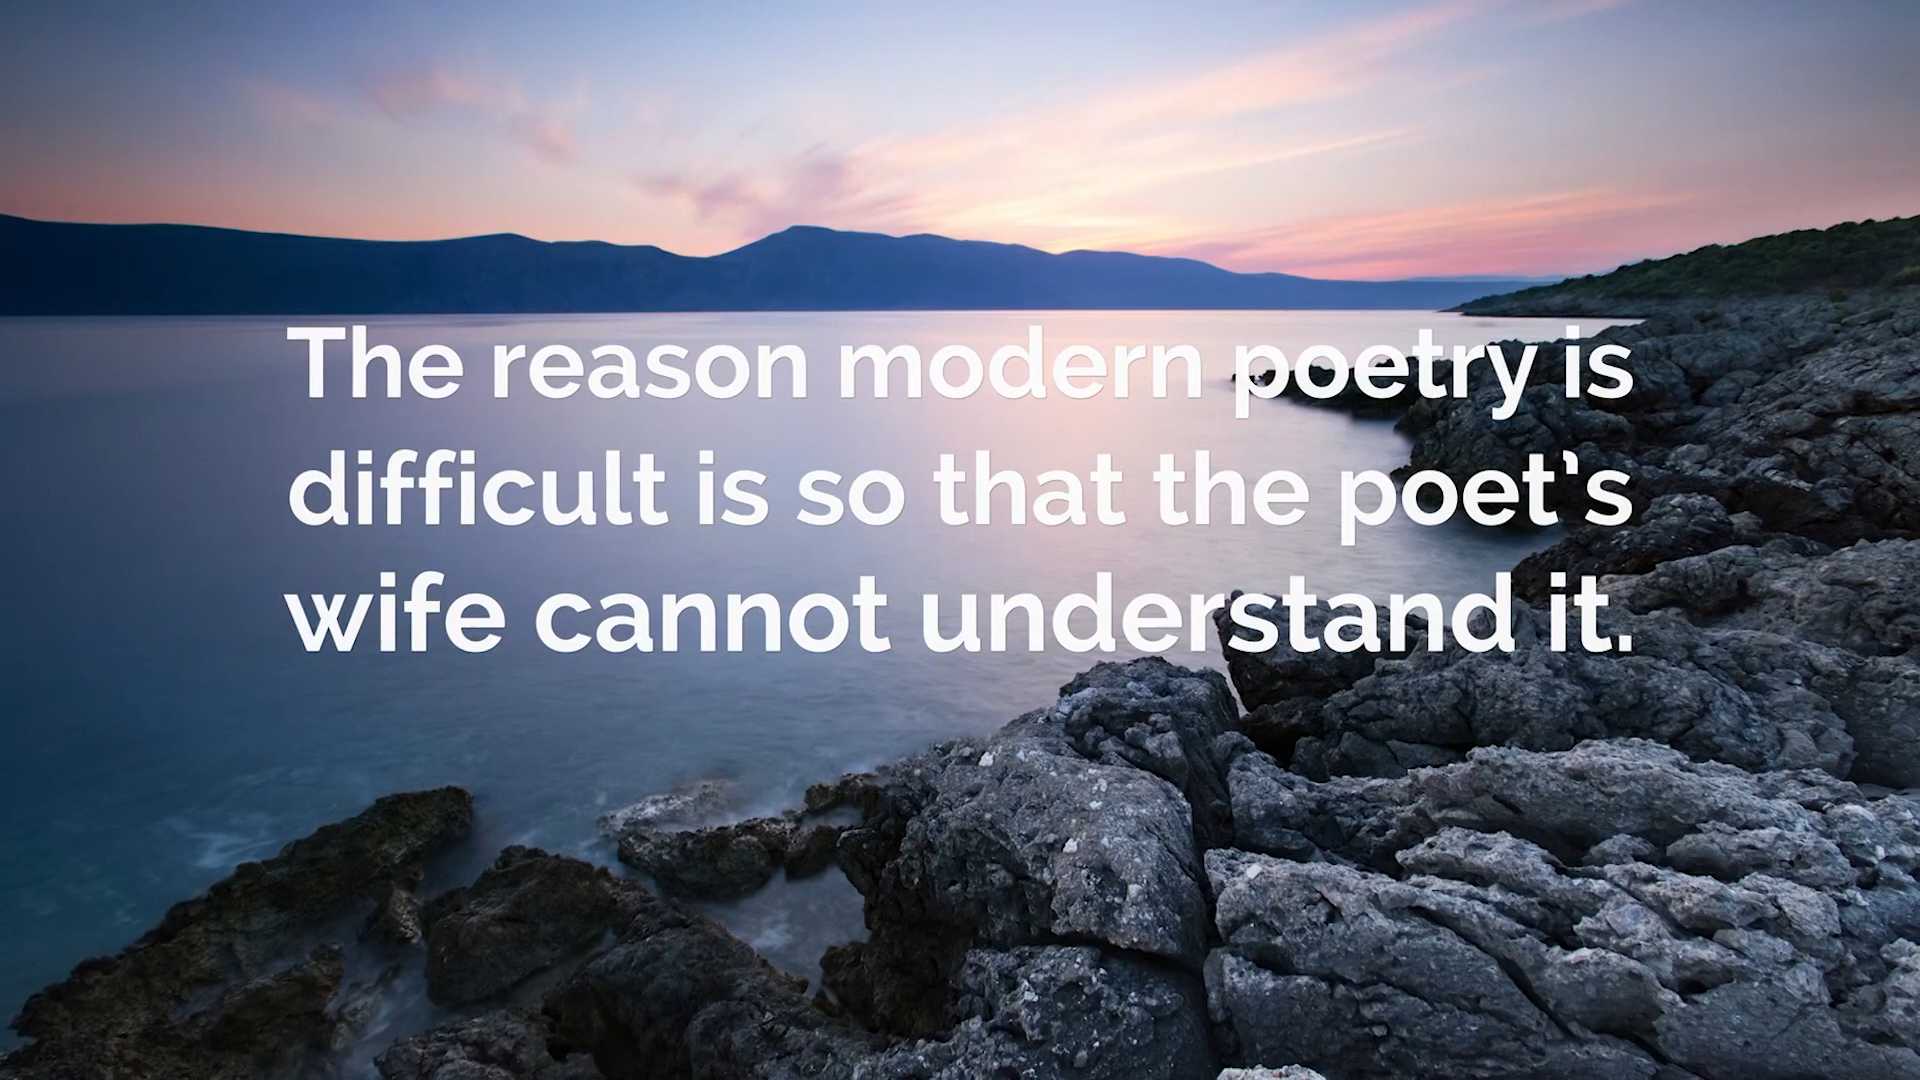 The reason modern poetry is
difficult is so that the poet’s
wife cannot understand it.